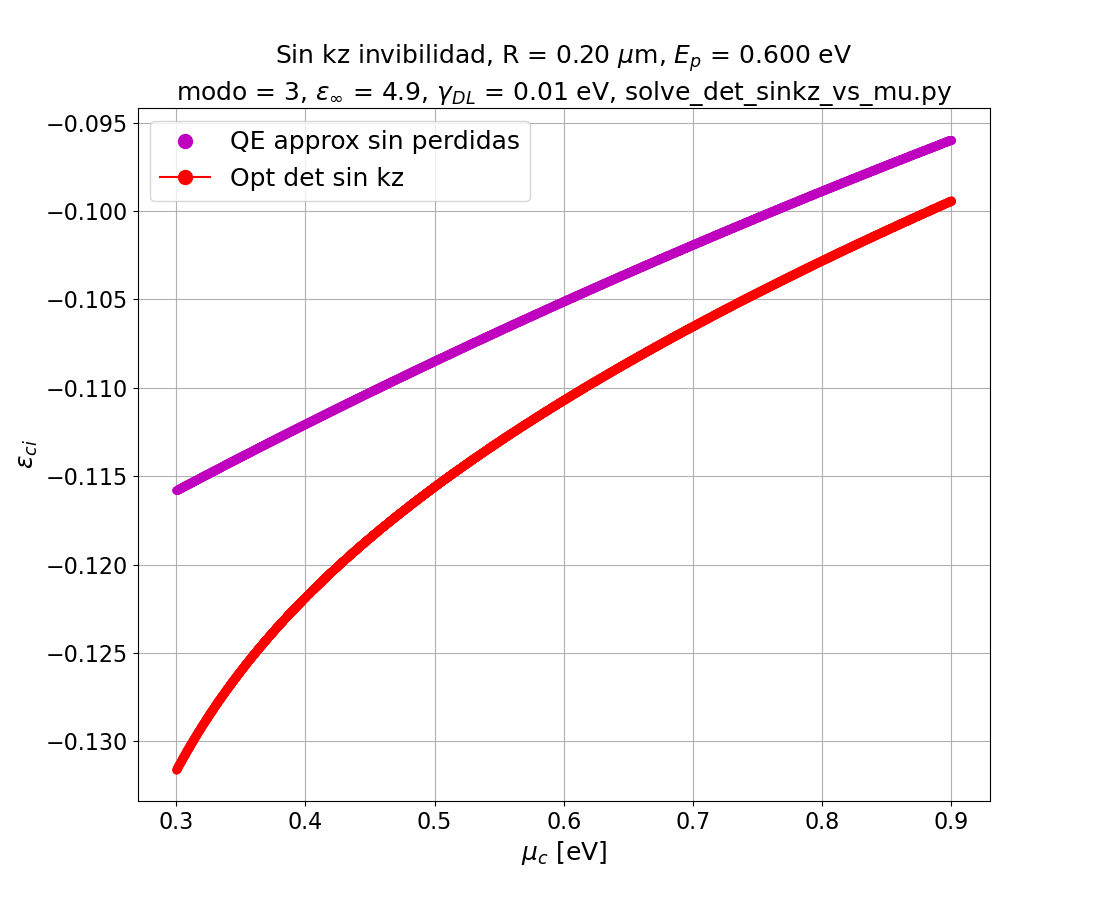 Sin kz invibilidad, R = 0.20 μm, E_p = 0.600 eV
modo = 3, ε_∞ = 4.9, γ_DL = 0.01 eV, solve_det_sinkz_vs_mu.py
QE approx sin perdidas
Opt det sin kz
−0.095
−0.100
−0.105
−0.110
−0.115
−0.120
−0.125
−0.130
ε_ci
0.3 0.4 0.5 0.6 0.7 0.8 0.9
μ_c [eV]